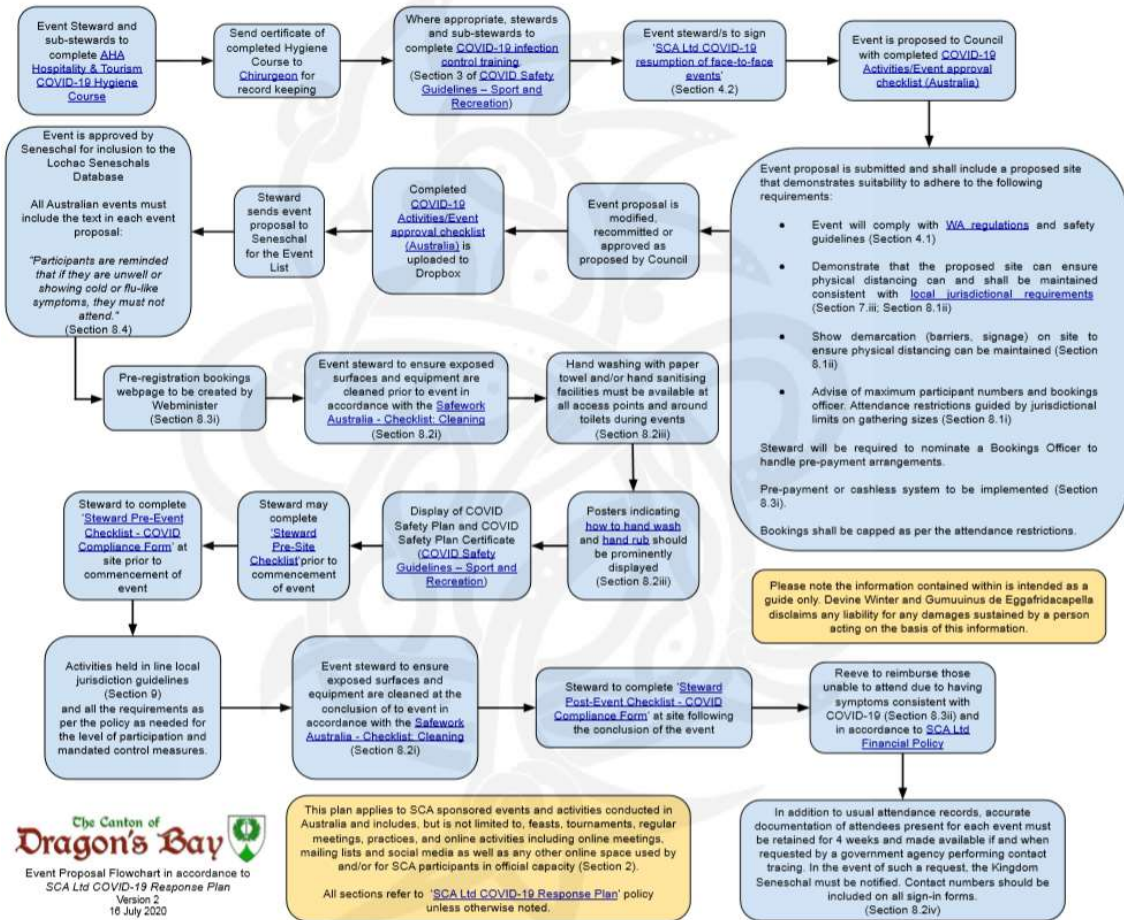 Event Steward and
sub-stewards to
complete AHA
Hospitality & Tourism
COVID-19 Hygiene
Course
Send certificate of
completed Hygiene
Course to
Chirurgeon for
record keeping
Where appropriate, stewards
and sub-stewards to
complete COVID-19 infection
control training.
(Section 3 of COVID Safety
Guidelines – Sport and
Recreation)
Event steward/s to sign
'SCA Ltd COVID-19
resumption of face-to-face
events'
(Section 4.2)
Event is proposed to Council
with completed COVID-19
Activities/Event approval
checklist (Australia)
Event proposal is submitted and shall include a proposed site
that demonstrates suitability to adhere to the following
requirements:
● Event will comply with WA regulations and safety
guidelines (Section 4.1)
● Demonstrate that the proposed site can ensure
physical distancing can and shall be maintained
consistent with local jurisdictional requirements
(Section 7.iii; Section 8.1ii)
● Show demarcation (barriers, signage) on site to
ensure physical distancing can be maintained (Section
8.1ii)
● Advise of maximum participant numbers and bookings
officer. Attendance restrictions guided by jurisdictional
limits on gathering sizes (Section 8.1i)
Steward will be required to nominate a Bookings Officer to
handle pre-payment arrangements.
Pre-payment or cashless system to be implemented (Section
8.3i).
Bookings shall be capped as per the attendance restrictions.
Event proposal is
modified,
recommitted or
approved as
proposed by Council
Completed
COVID-19
Activities/Event
approval checklist
(Australia) is
uploaded to
Dropbox
Steward
sends event
proposal to
Seneschal
for the Event
List
Event is approved by
Seneschal for inclusion to the
Lochac Seneschals
Database
All Australian events must
include the text in each event
proposal:
"Participants are reminded
that if they are unwell or
showing cold or flu-like
symptoms, they must not
attend."
(Section 8.4)
Pre-registration bookings
webpage to be created by
Webminister
(Section 8.3i)
Event steward to ensure exposed
surfaces and equipment are
cleaned prior to event in
accordance with the Safework
Australia - Checklist: Cleaning
(Section 8.2i)
Hand washing with paper
towel and/or hand sanitising
facilities must be available at
all access points and around
toilets during events
(Section 8.2iii)
Posters indicating
how to hand wash
and hand rub should
be prominently
displayed
(Section 8.2iii)
Display of COVID
Safety Plan and COVID
Safety Plan Certificate
(COVID Safety
Guidelines – Sport and
Recreation)
Steward may
complete
'Steward
Pre-Site
Checklist'prior to
commencement
of event
Steward to complete
'Steward Pre-Event
Checklist - COVID
Compliance Form' at
site prior to
commencement of
event
Please note the information contained within is intended as a
guide only. Devine Winter and Gumuuinus de Eggafridacapella
disclaims any liability for any damages sustained by a person
acting on the basis of this information.
Activities held in line local
jurisdiction guidelines
(Section 9)
and all the requirements as
per the policy as needed for
the level of participation and
mandated control measures.
Event steward to ensure
exposed surfaces and
equipment are cleaned at the
conclusion of to event in
accordance with the Safework
Australia - Checklist: Cleaning
(Section 8.2i)
Steward to complete 'Steward
Post-Event Checklist - COVID
Compliance Form' at site following
the conclusion of the event
Reeve to reimburse those
unable to attend due to having
symptoms consistent with
COVID-19 (Section 8.3ii) and
in accordance to SCA Ltd
Financial Policy
In addition to usual attendance records, accurate
documentation of attendees present for each event must
be retained for 4 weeks and made available if and when
requested by a government agency performing contact
tracing. In the event of such a request, the Kingdom
Seneschal must be notified. Contact numbers should be
included on all sign-in forms.
(Section 8.2iv)
This plan applies to SCA sponsored events and activities conducted in
Australia and includes, but is not limited to, feasts, tournaments, regular
meetings, practices, and online activities including online meetings,
mailing lists and social media as well as any other online space used by
and/or for SCA participants in official capacity (Section 2).
All sections refer to 'SCA Ltd COVID-19 Response Plan' policy
unless otherwise noted.
The Canton of
Dragon's Bay
Event Proposal Flowchart in accordance to
SCA Ltd COVID-19 Response Plan
Version 2
16 July 2020